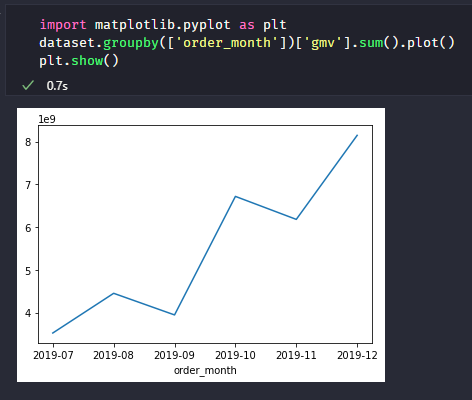 import matplotlib.pyplot as plt
dataset.groupby(['order_month'])['gmv'].sum().plot()
plt.show()
0.7s
1e9
8
7
6
5
4
2019-07 2019-08 2019-09 2019-10 2019-11 2019-12
order_month